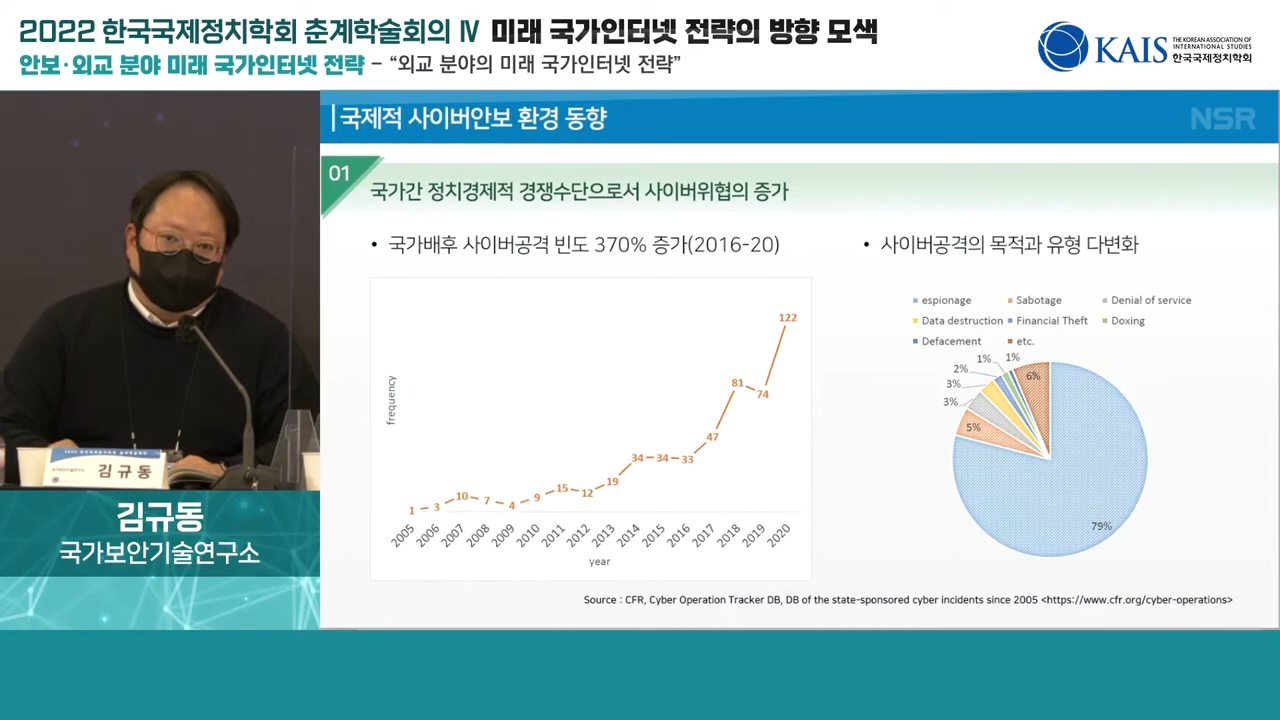 2022 한국국제정치학회 춘계학술회의 Ⅳ 미래 국가인터넷 전략의 방향 모색
안보·외교 분야 미래 국가인터넷 전략 – “외교 분야의 미래 국가인터넷 전략”
KAIS
THE KOREAN ASSOCIATION OF
INTERNATIONAL STUDIES
한국국제정치학회
국제적 사이버안보 환경 동향
NSR
01
국가간 정치경제적 경쟁수단으로서 사이버위협의 증가
• 국가배후 사이버공격 빈도 370% 증가(2016-20)
frequency
1 3 10 7 4 9 15 12 19 34 34 33 47 81 74 122
2005 2006 2007 2008 2009 2010 2011 2012 2013 2014 2015 2016 2017 2018 2019 2020
year
• 사이버공격의 목적과 유형 다변화
espionage Sabotage Denial of service
Data destruction Financial Theft Doxing
Defacement etc.
79%
5%
3%
3%
2%
1%
1%
6%
Source : CFR, Cyber Operation Tracker DB, DB of the state-sponsored cyber incidents since 2005 <https://www.cfr.org/cyber-operations>
김규동
김규동
국가보안기술연구소